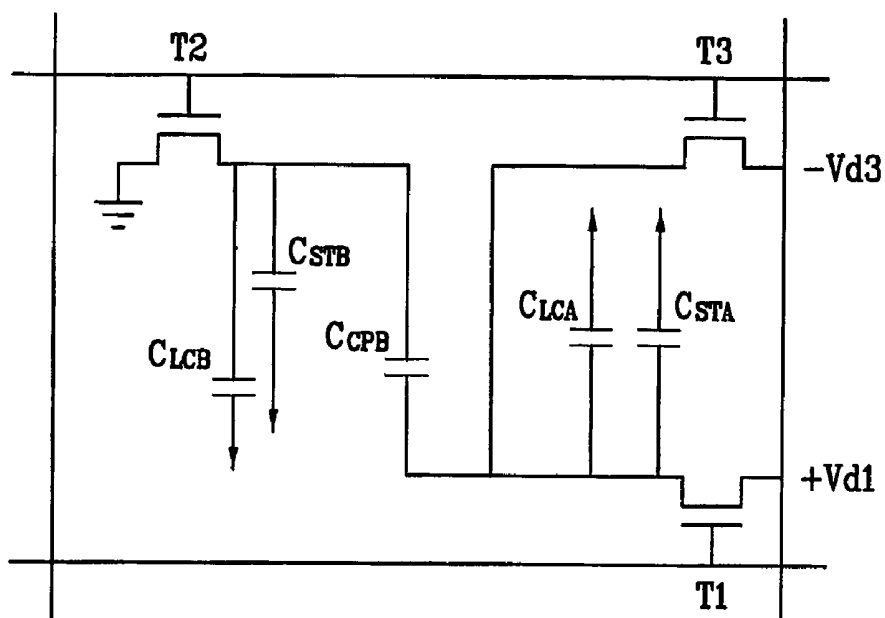 T2 T3
-Vd3
CSTB
CLCA CSTA
CCPB
CLCB
+Vd1
T1